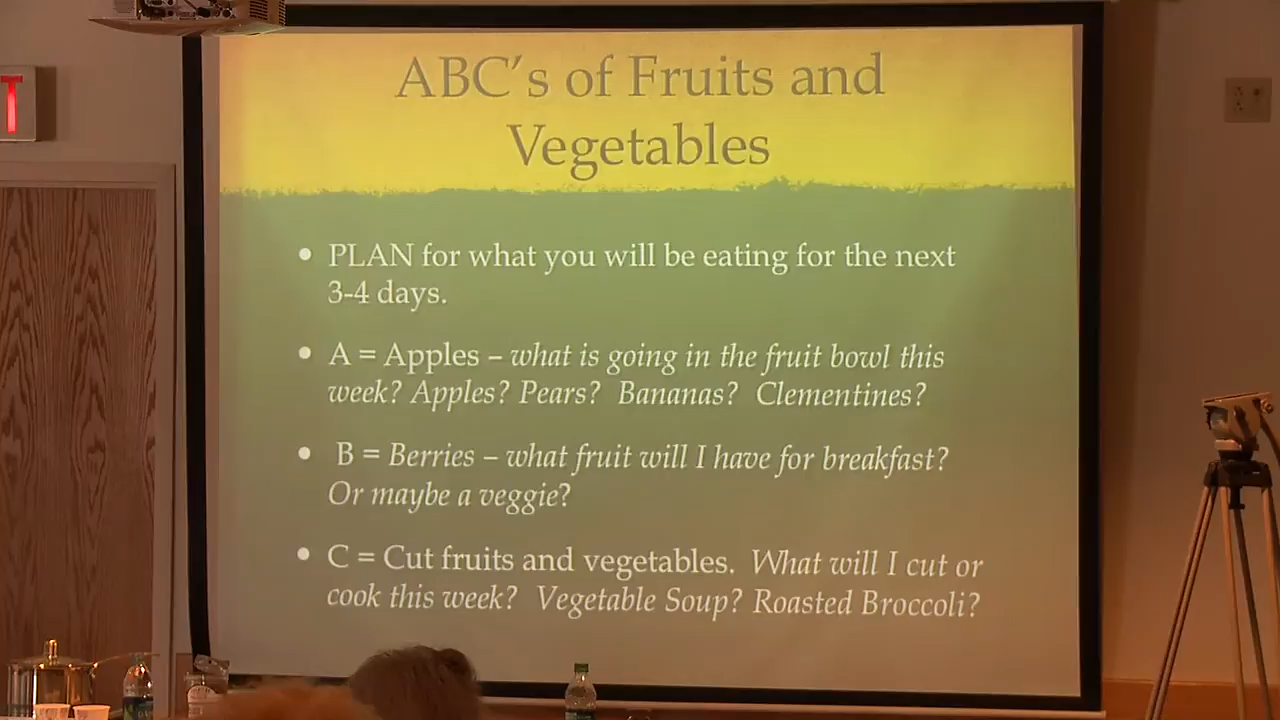 T
ABC's of Fruits and
Vegetables
• PLAN for what you will be eating for the next
3-4 days.
• A = Apples – what is going in the fruit bowl this
week? Apples? Pears? Bananas? Clementines?
• B = Berries – what fruit will I have for breakfast?
Or maybe a veggie?
• C = Cut fruits and vegetables. What will I cut or
cook this week? Vegetable Soup? Roasted Broccoli?